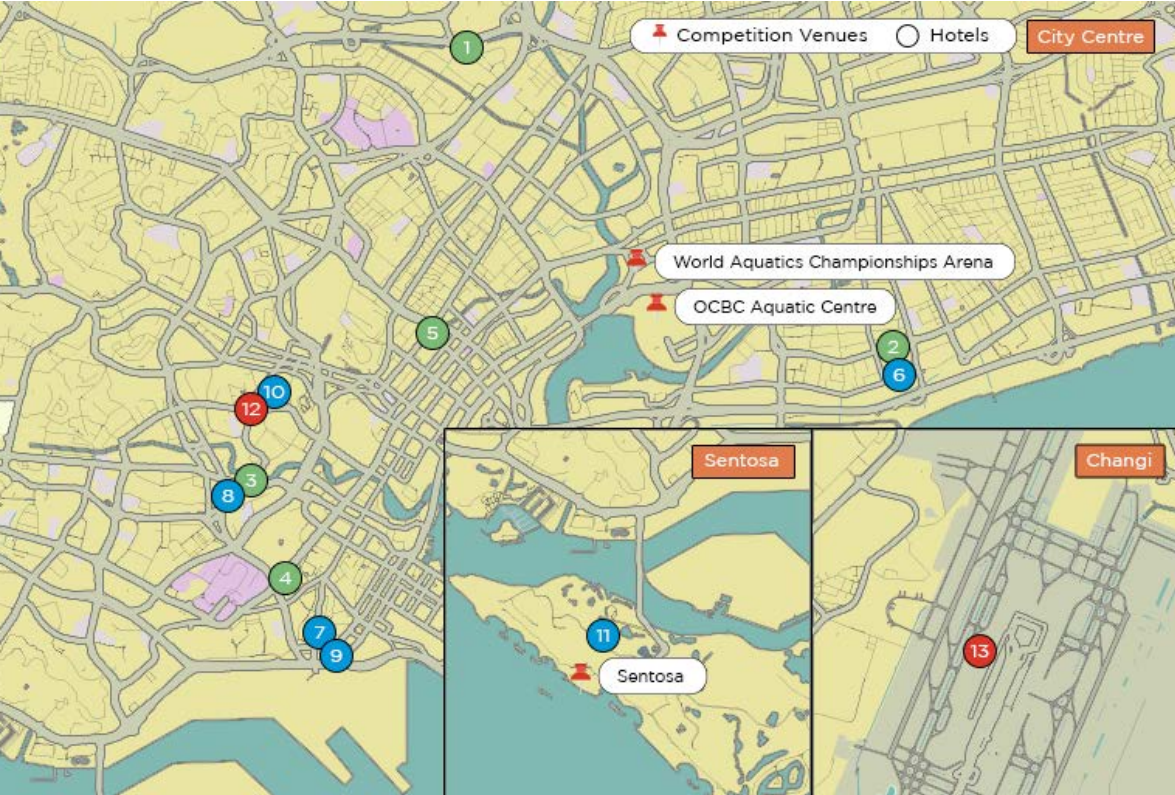 1
Competition Venues
Hotels
City Centre
World Aquatics Championships Arena
OCBC Aquatic Centre
5
2
6
10
12
Sentosa
Changi
3
8
4
7
9
11
13
Sentosa